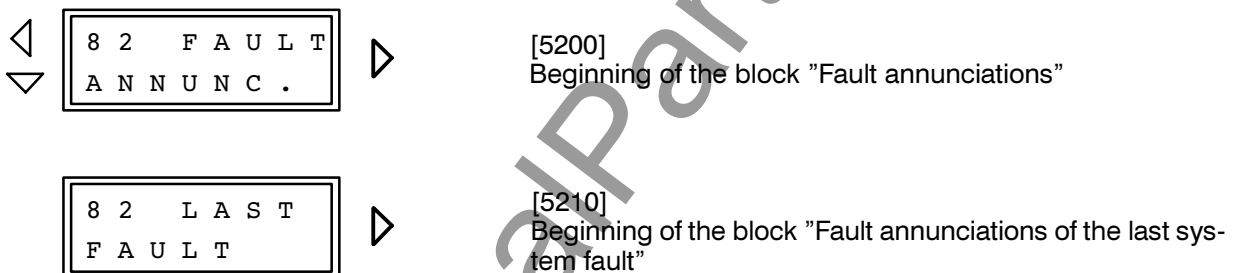 8 2 F A U L T
A N N U N C .
[5200]
Beginning of the block ”Fault annunciations”
8 2 L A S T
F A U L T
[5210]
Beginning of the block ”Fault annunciations of the last sys-
tem fault”